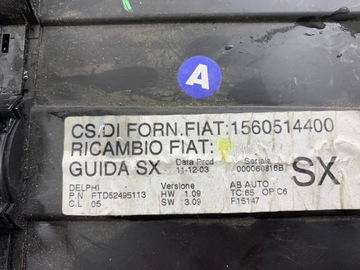 A
CS.DI FORN.FIAT:1560514400
RICAMBIO FIAT:
GUIDA SX Data Prod 11-12-03 Seriale 000060816B SX
DELPHI Versione AB AUTO
P.N FTD52495113 HW 1.09 TC:65 OP C6
C.L 05 SW 3.09 F15147